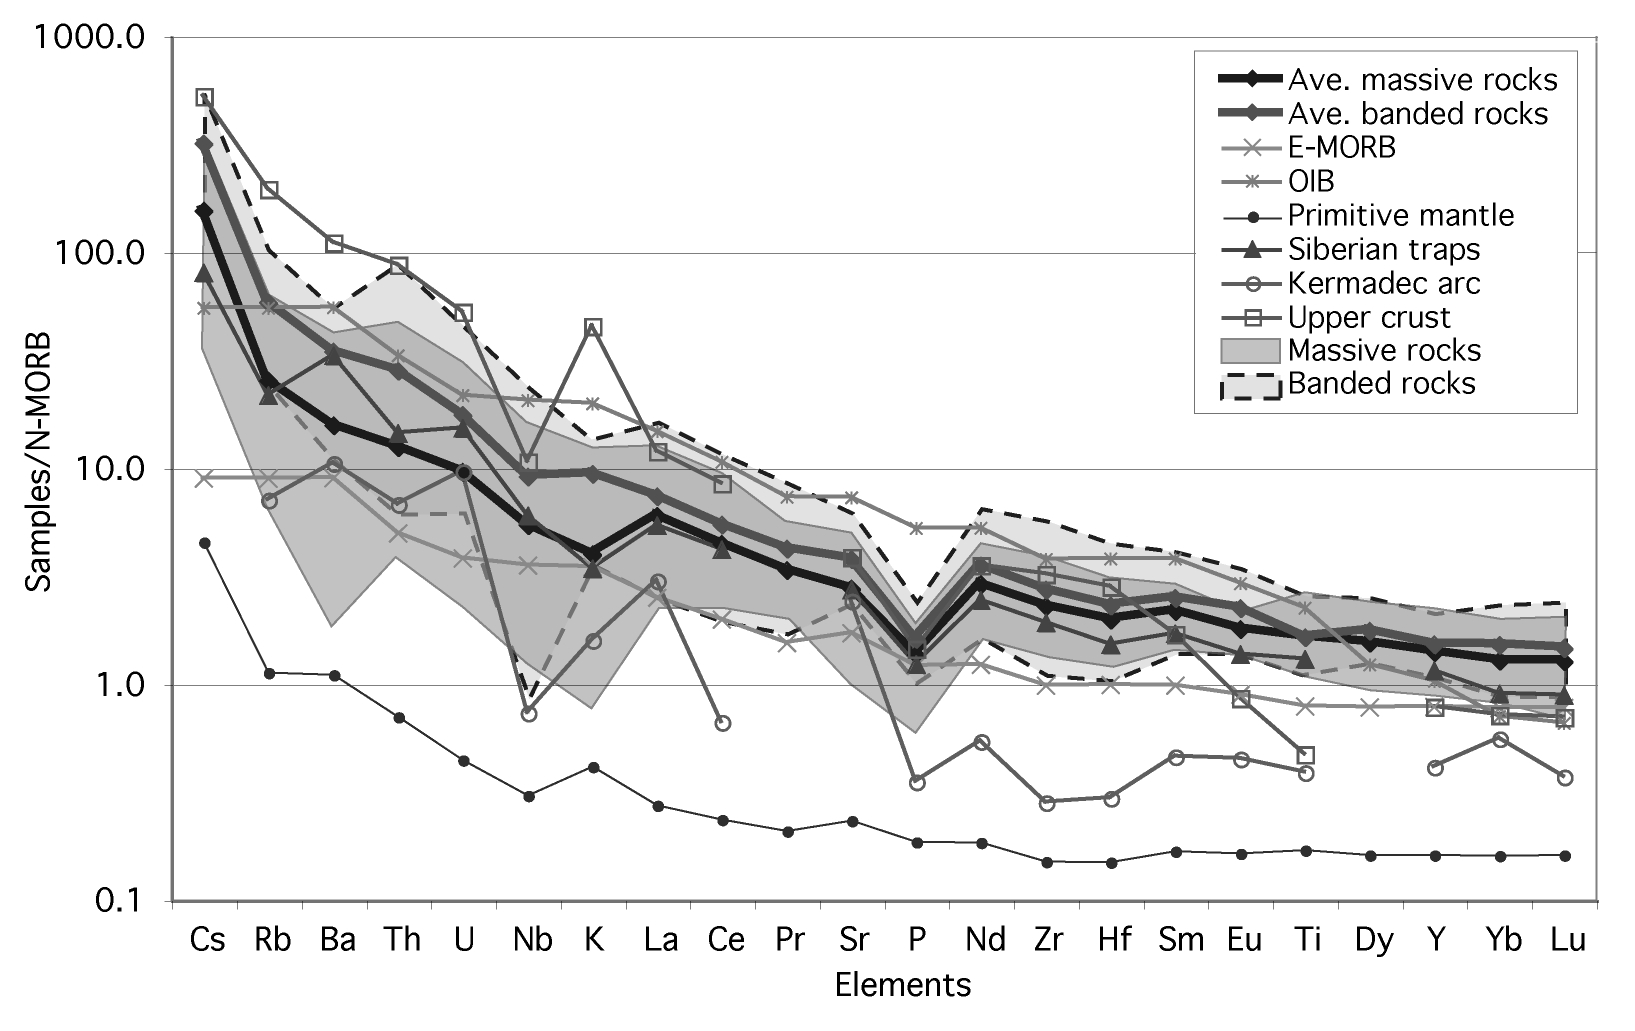 1000.0
100.0
10.0
1.0
0.1
Samples/N-MORB
Ave. massive rocks
Ave. banded rocks
E-MORB
OIB
Primitive mantle
Siberian traps
Kermadec arc
Upper crust
Massive rocks
Banded rocks
Cs Rb Ba Th U Nb K La Ce Pr Sr P Nd Zr Hf Sm Eu Ti Dy Y Yb Lu
Elements